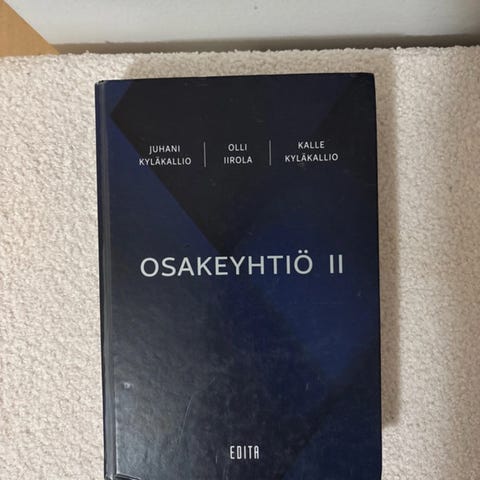 JUHANI
KYLÄKALLIO
OLLI
IIROLA
KALLE
KYLÄKALLIO
OSAKEYHTIÖ II
EDITA